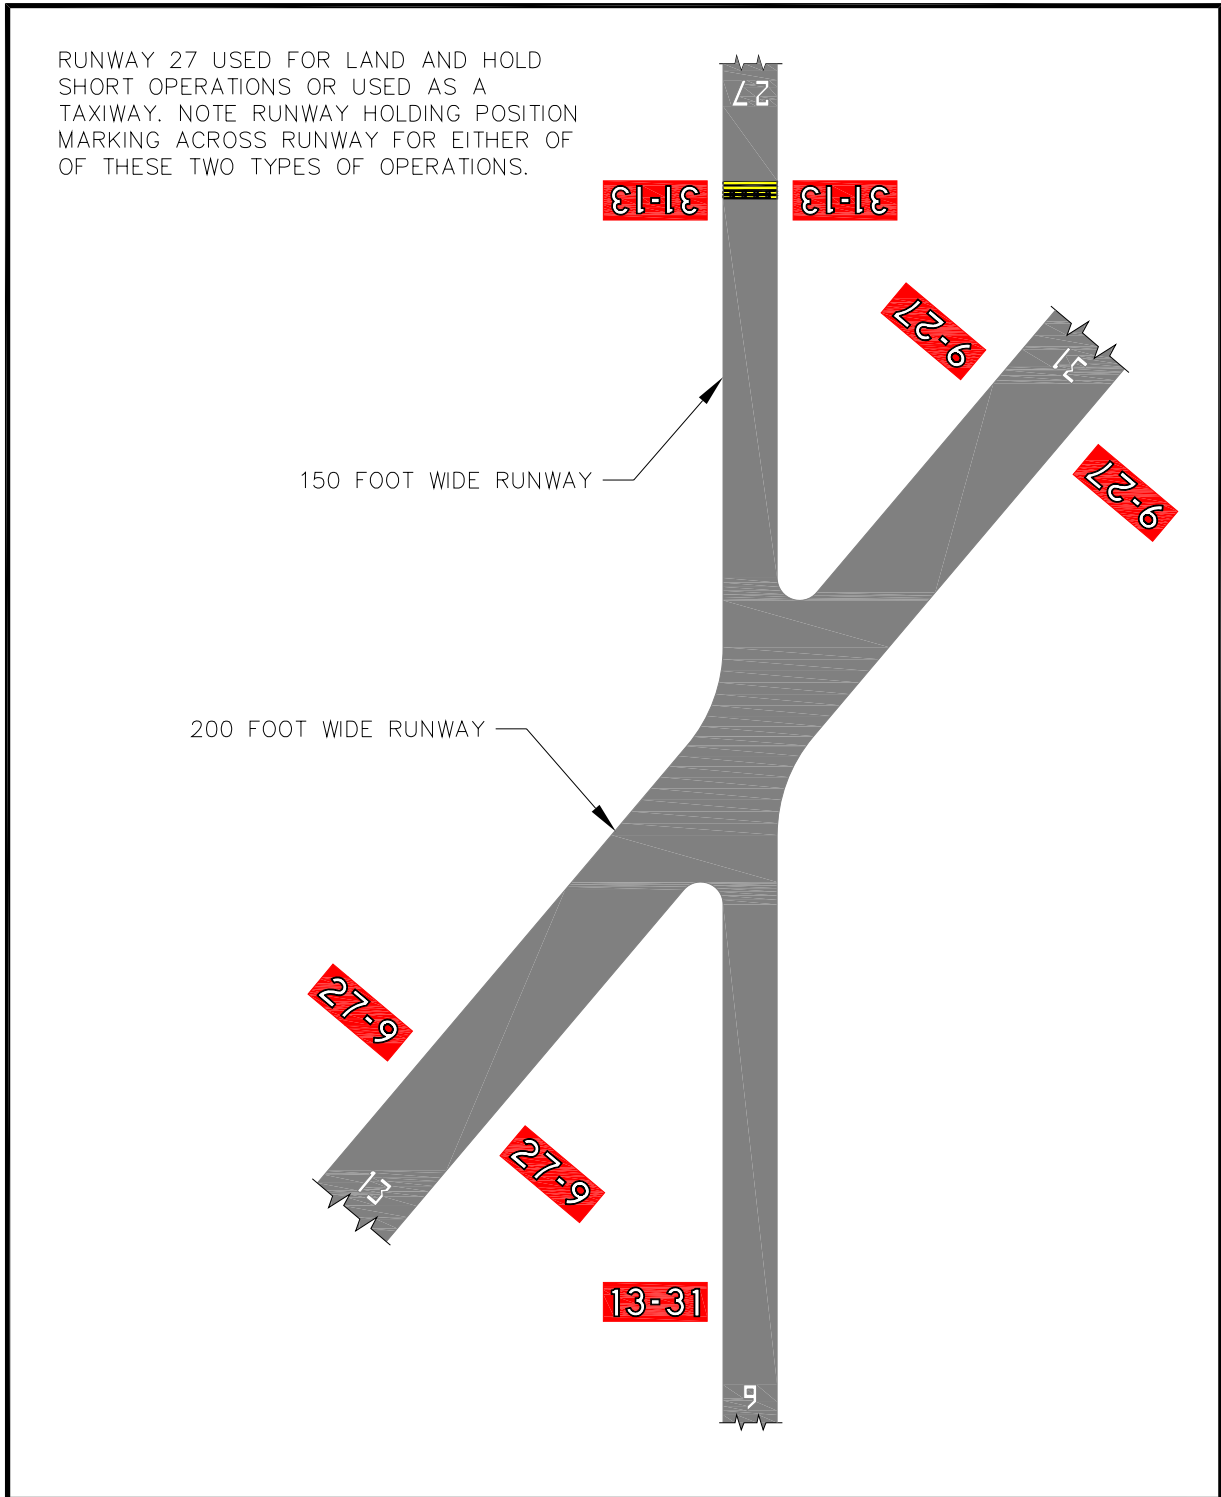 RUNWAY 27 USED FOR LAND AND HOLD
SHORT OPERATIONS OR USED AS A
TAXIWAY. NOTE RUNWAY HOLDING POSITION
MARKING ACROSS RUNWAY FOR EITHER OF
OF THESE TWO TYPES OF OPERATIONS.
27
31-13
31-13
9-27
31
9-27
150 FOOT WIDE RUNWAY
200 FOOT WIDE RUNWAY
27-9
13
27-9
13-31
9